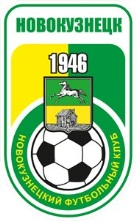 НОВОКУЗНЕЦК
1946
НОВОКУЗНЕЦКИЙ ФУТБОЛЬНЫЙ КЛУБ